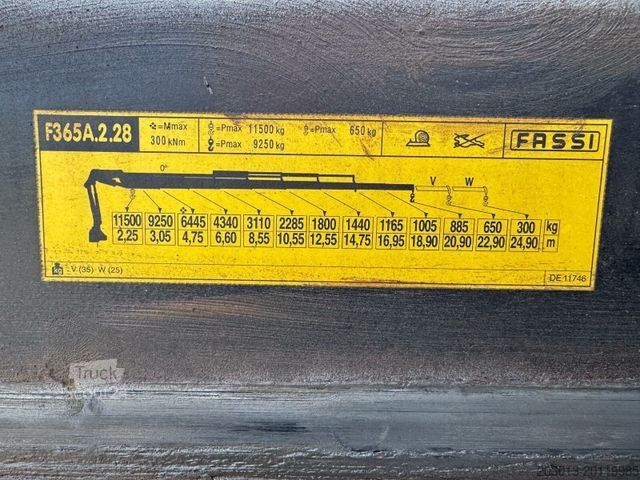 F365A.2.28
=Mmax 300 kNm
=Pmax 11500 kg
=Pmax 9250 kg
=Pmax 650 kg
FASSI
0°
V W
11500 9250 6445 4340 3110 2285 1800 1440 1165 1005 885 650 300 kg
2,25 3,05 4,75 6,60 8,55 10,55 12,55 14,75 16,95 18,90 20,90 22,90 24,90 m
kg - V (35) W (25)
DE 11746
Truck